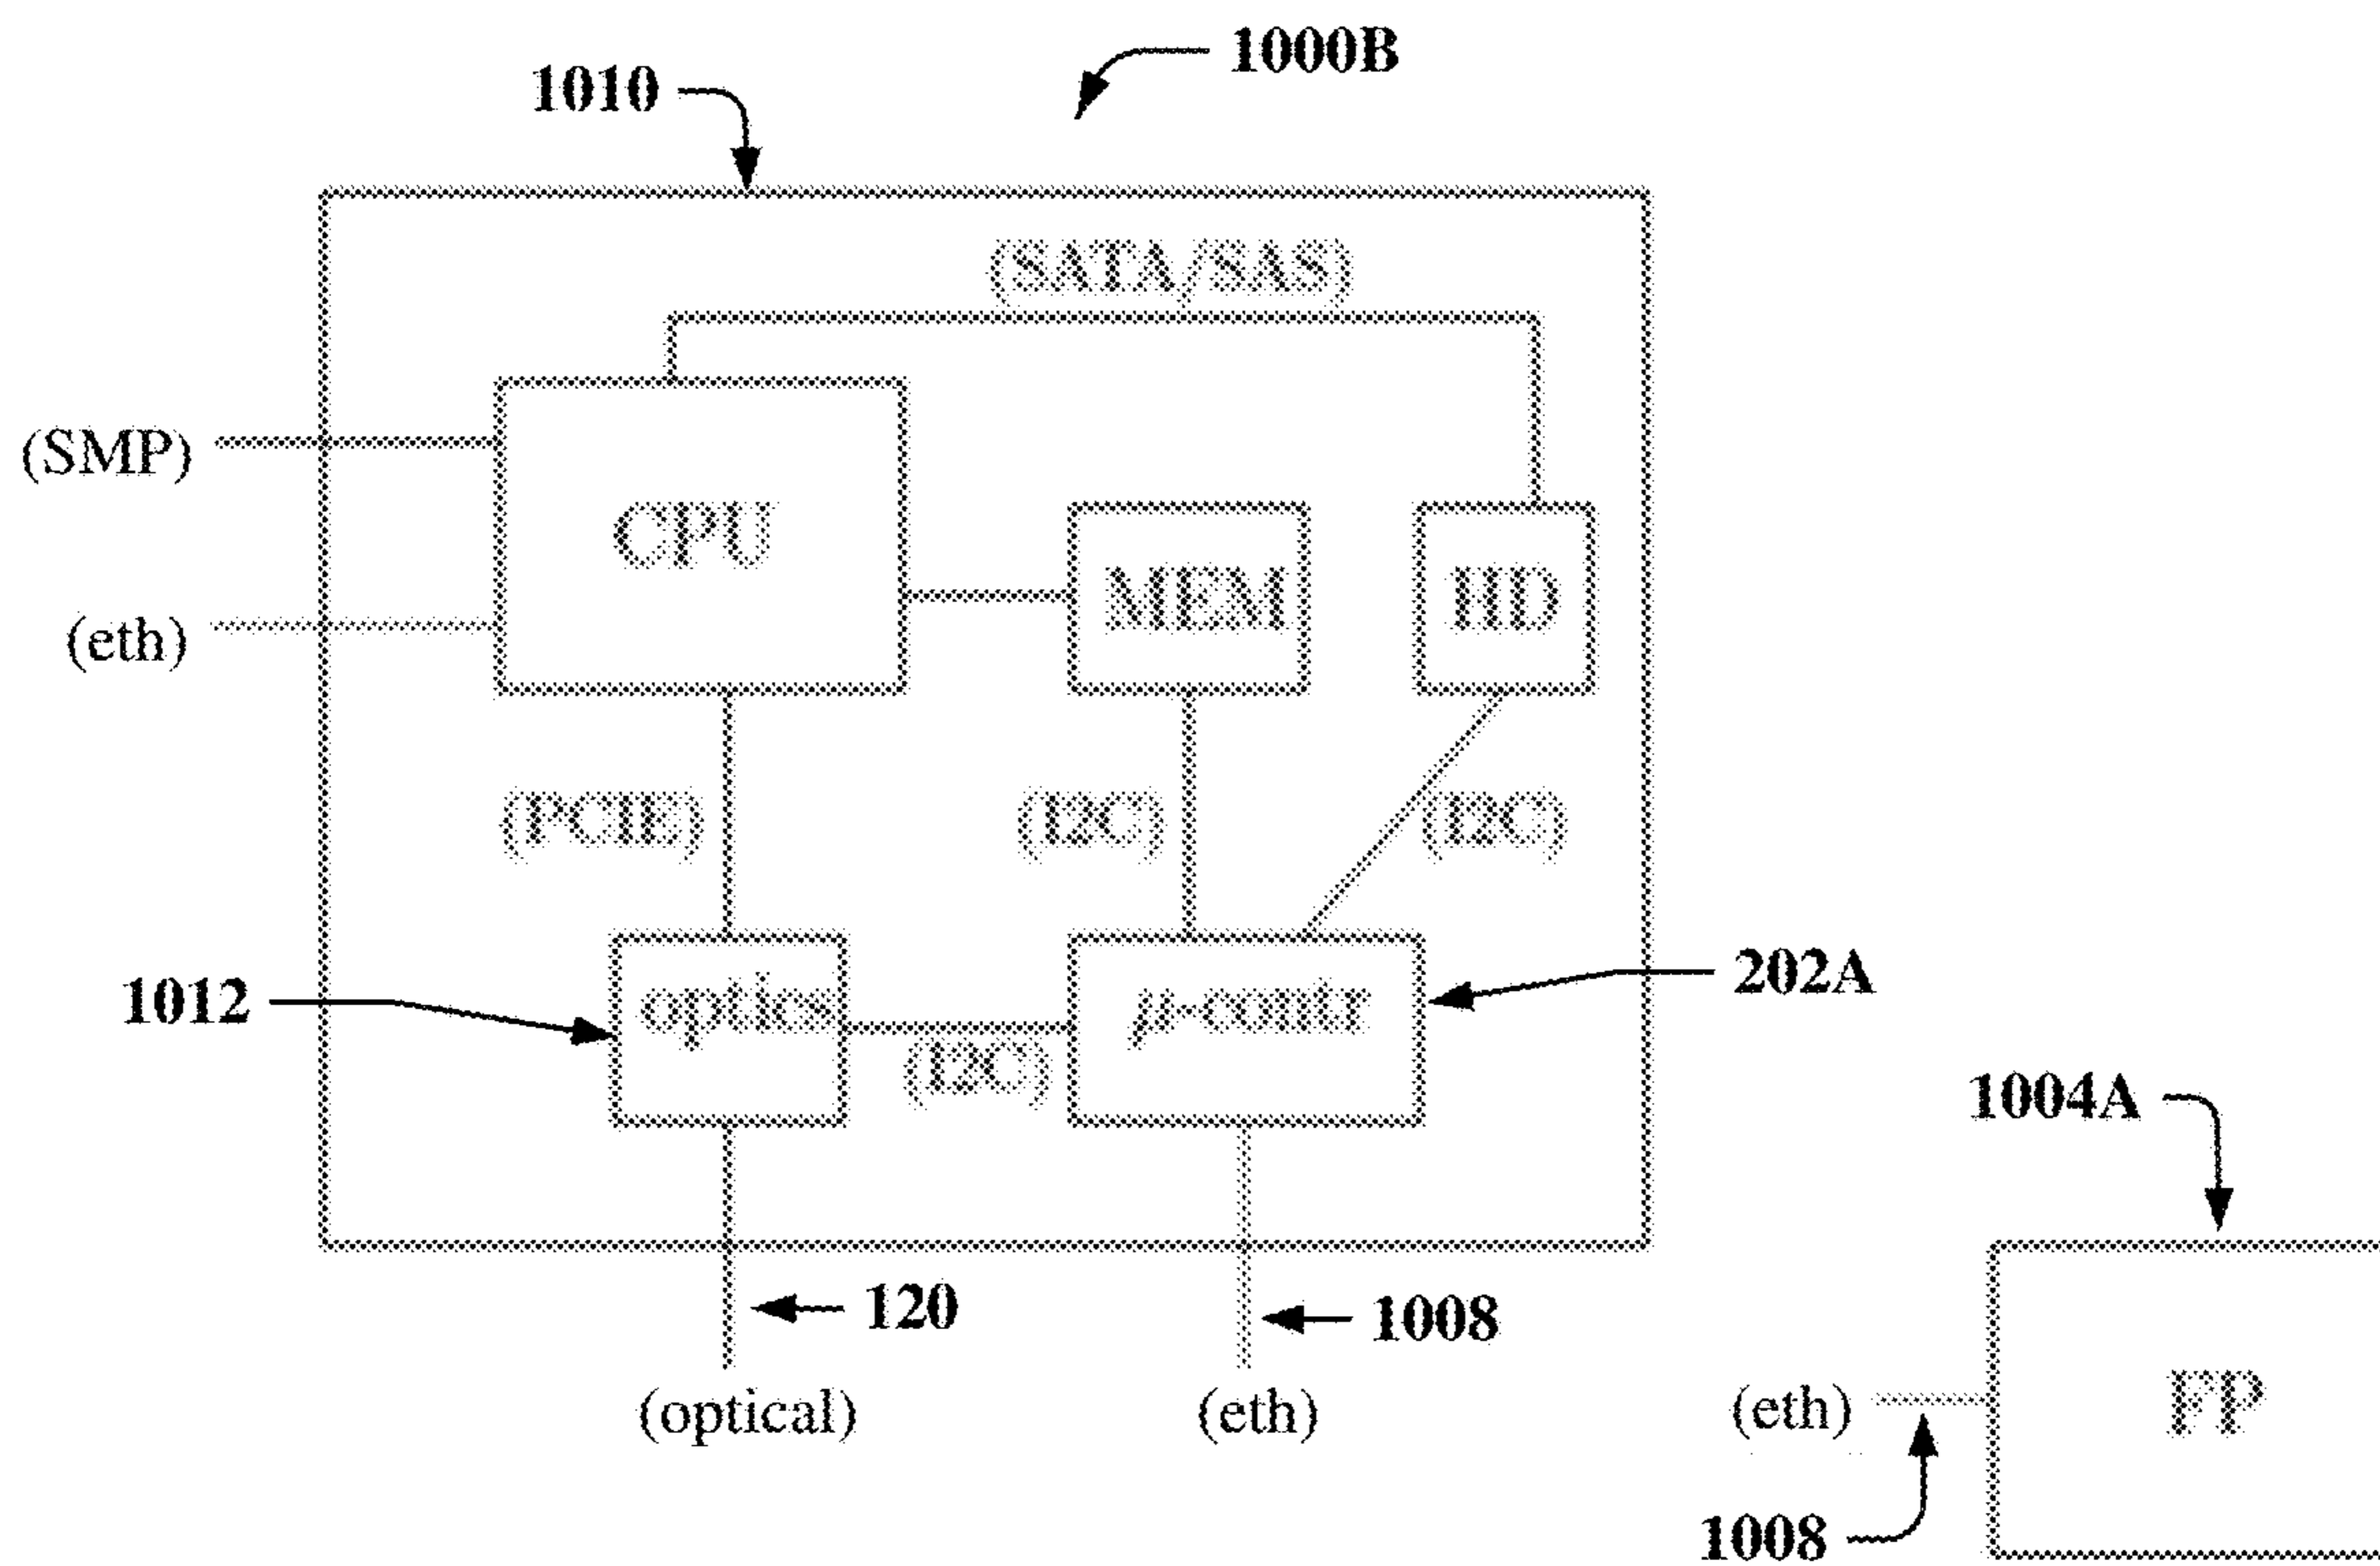 1000B
1010
(SATA/SAS)
(SMP)
CPU
MEM
HD
(eth)
(PCIE)
(I2C)
(I2C)
1012
optics
μ-contr
202A
(I2C)
1004A
120
1008
(optical)
(eth)
(eth)
FP
1008